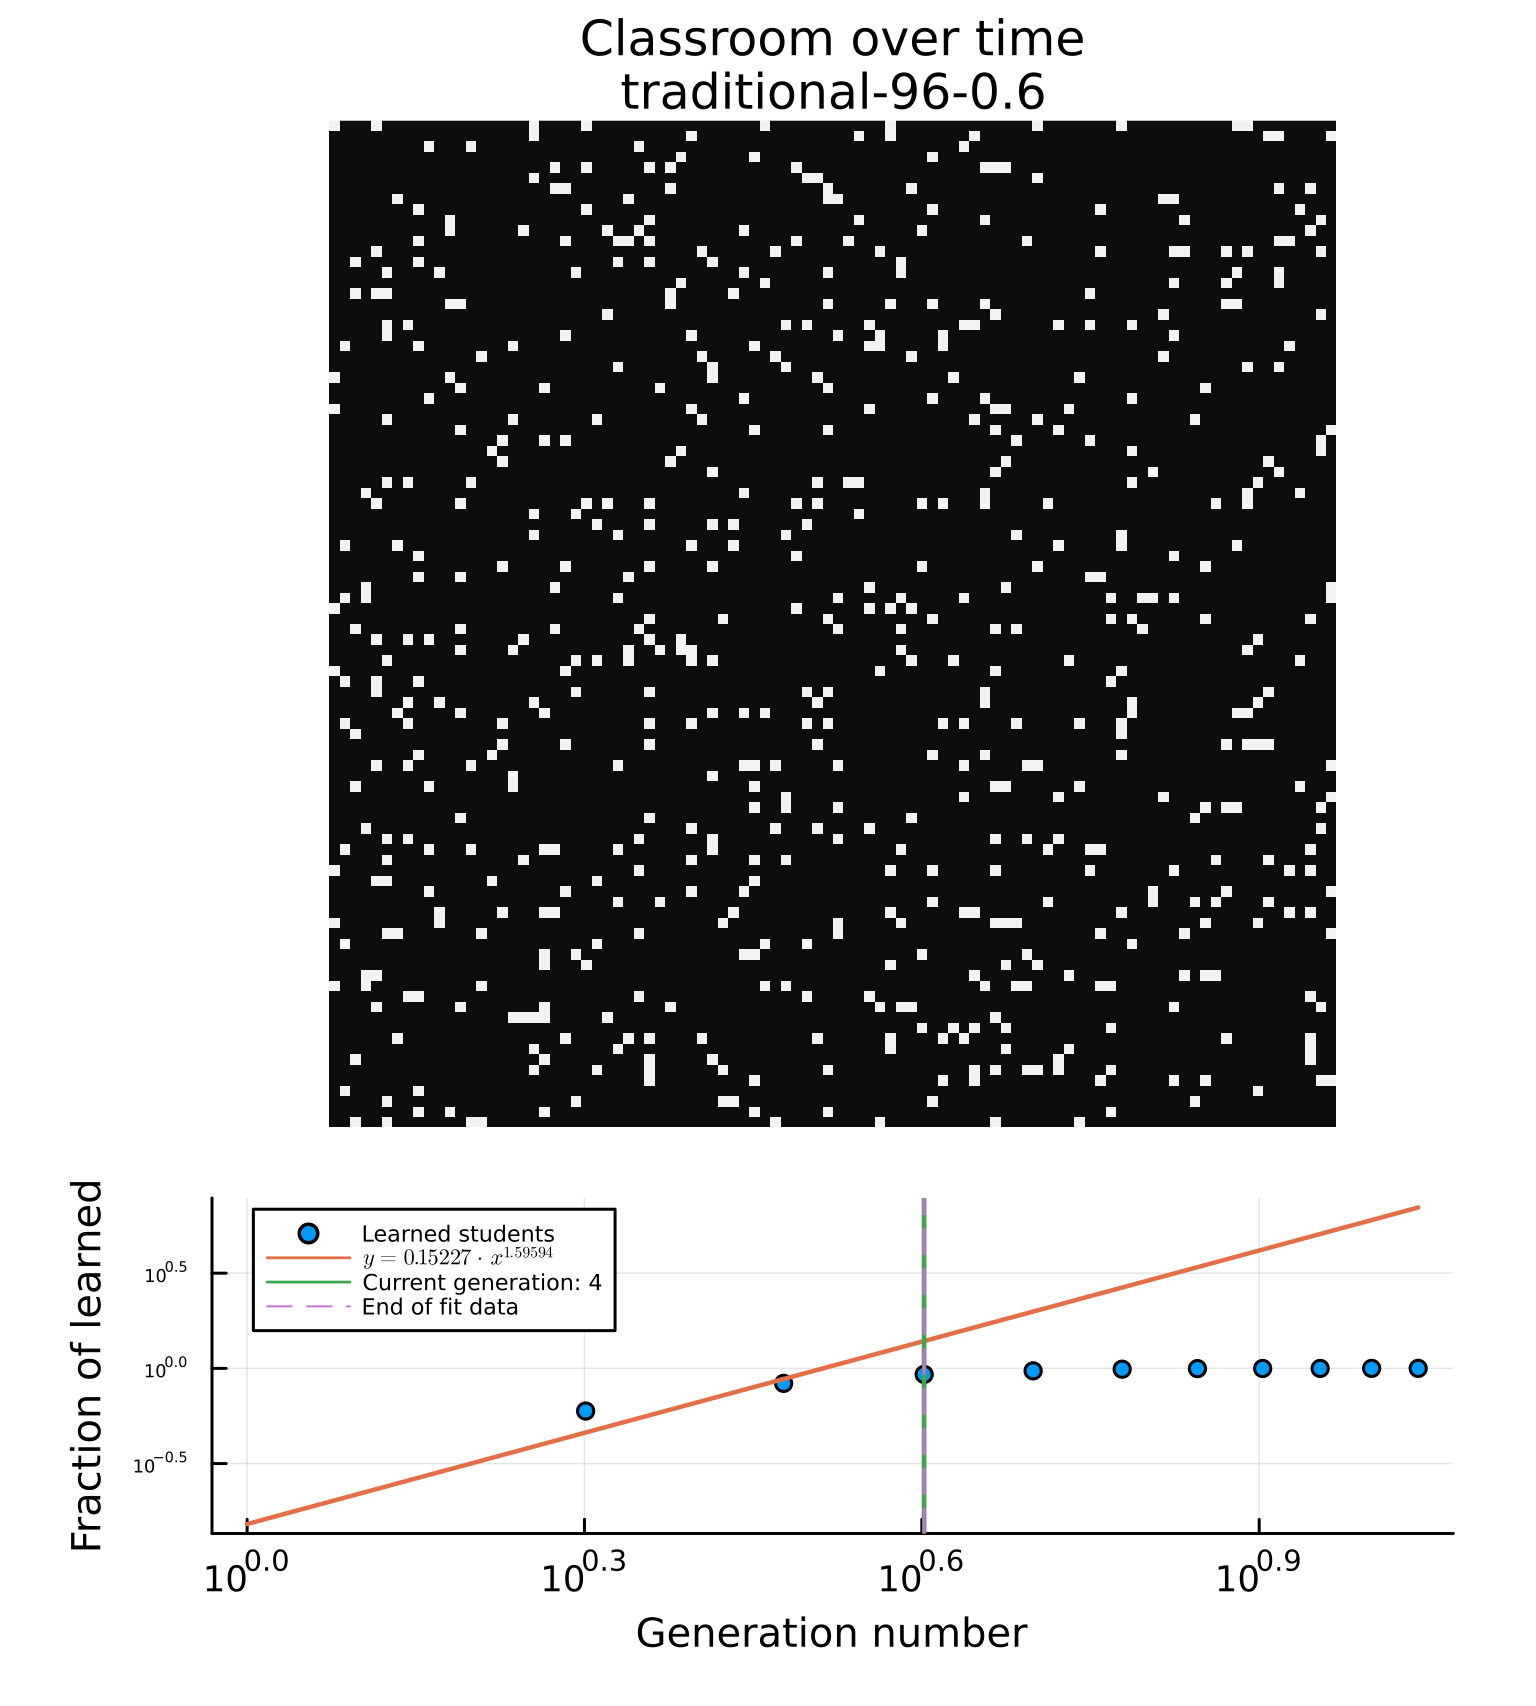 Classroom over time
traditional-96-0.6
Fraction of learned
Learned students
y = 0.15227 · x^1.59594
Current generation: 4
End of fit data
10^0.5
10^0.0
10^−0.5
10^0.0 10^0.3 10^0.6 10^0.9
Generation number